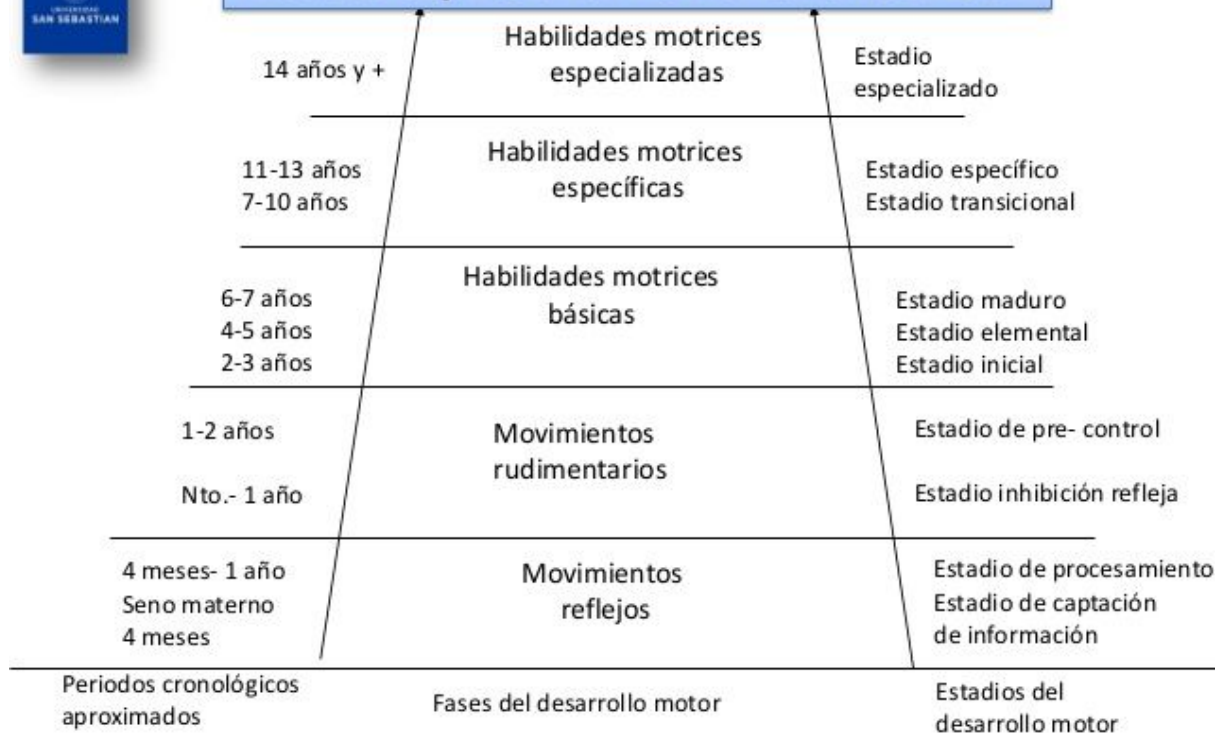 UNIVERSIDAD
SAN SEBASTIAN
14 años y +
Habilidades motrices
especializadas
Estadio
especializado
11-13 años
7-10 años
Habilidades motrices
específicas
Estadio específico
Estadio transicional
6-7 años
4-5 años
2-3 años
Habilidades motrices
básicas
Estadio maduro
Estadio elemental
Estadio inicial
1-2 años
Nto.- 1 año
Movimientos
rudimentarios
Estadio de pre- control
Estadio inhibición refleja
4 meses- 1 año
Seno materno
4 meses
Movimientos
reflejos
Estadio de procesamiento
Estadio de captación
de información
Periodos cronológicos
aproximados
Fases del desarrollo motor
Estadios del
desarrollo motor